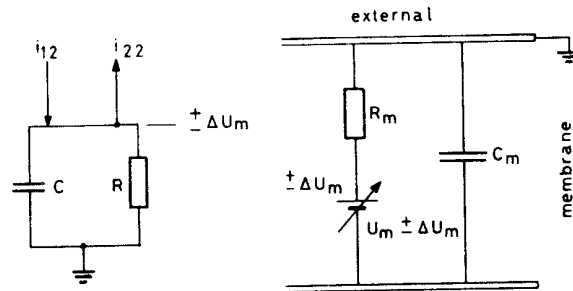 external
i12
i22
± ΔUm
Rm
Cm
C
R
± ΔUm
Um ± ΔUm
membrane